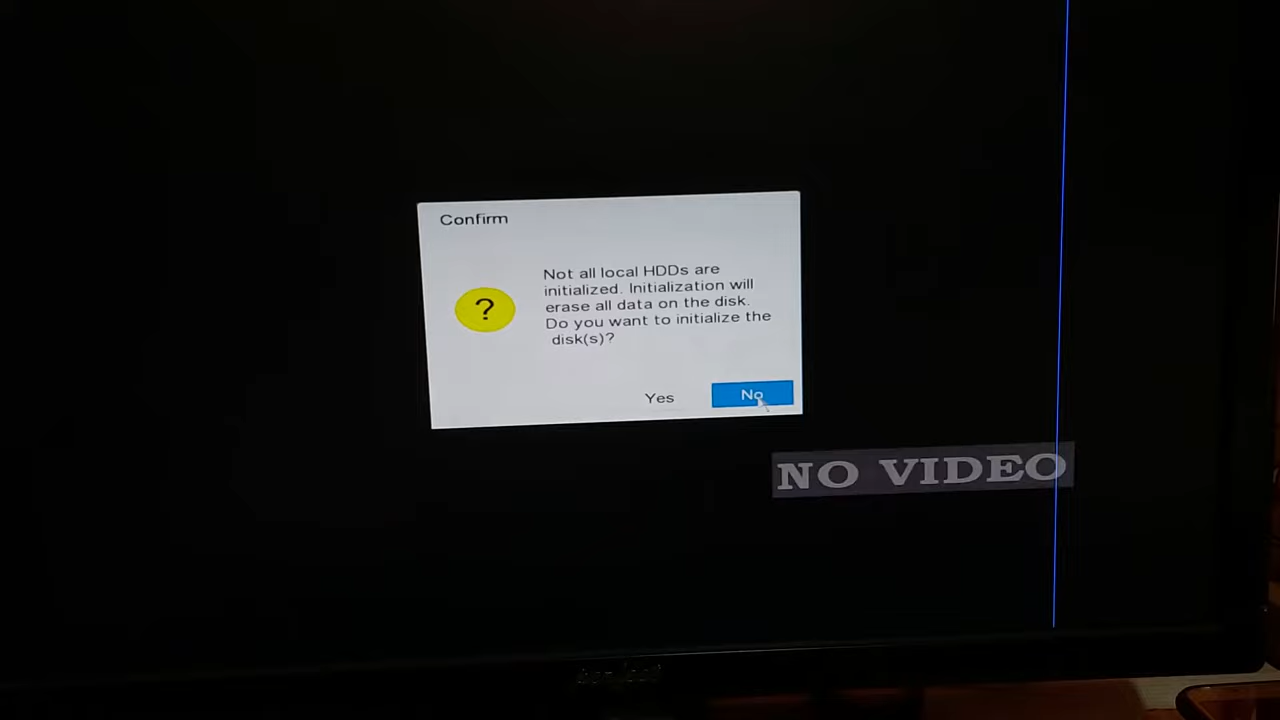 Confirm
?
Not all local HDDs are
initialized. Initialization will
erase all data on the disk.
Do you want to initialize the
disk(s)?
Yes
No
NO VIDEO